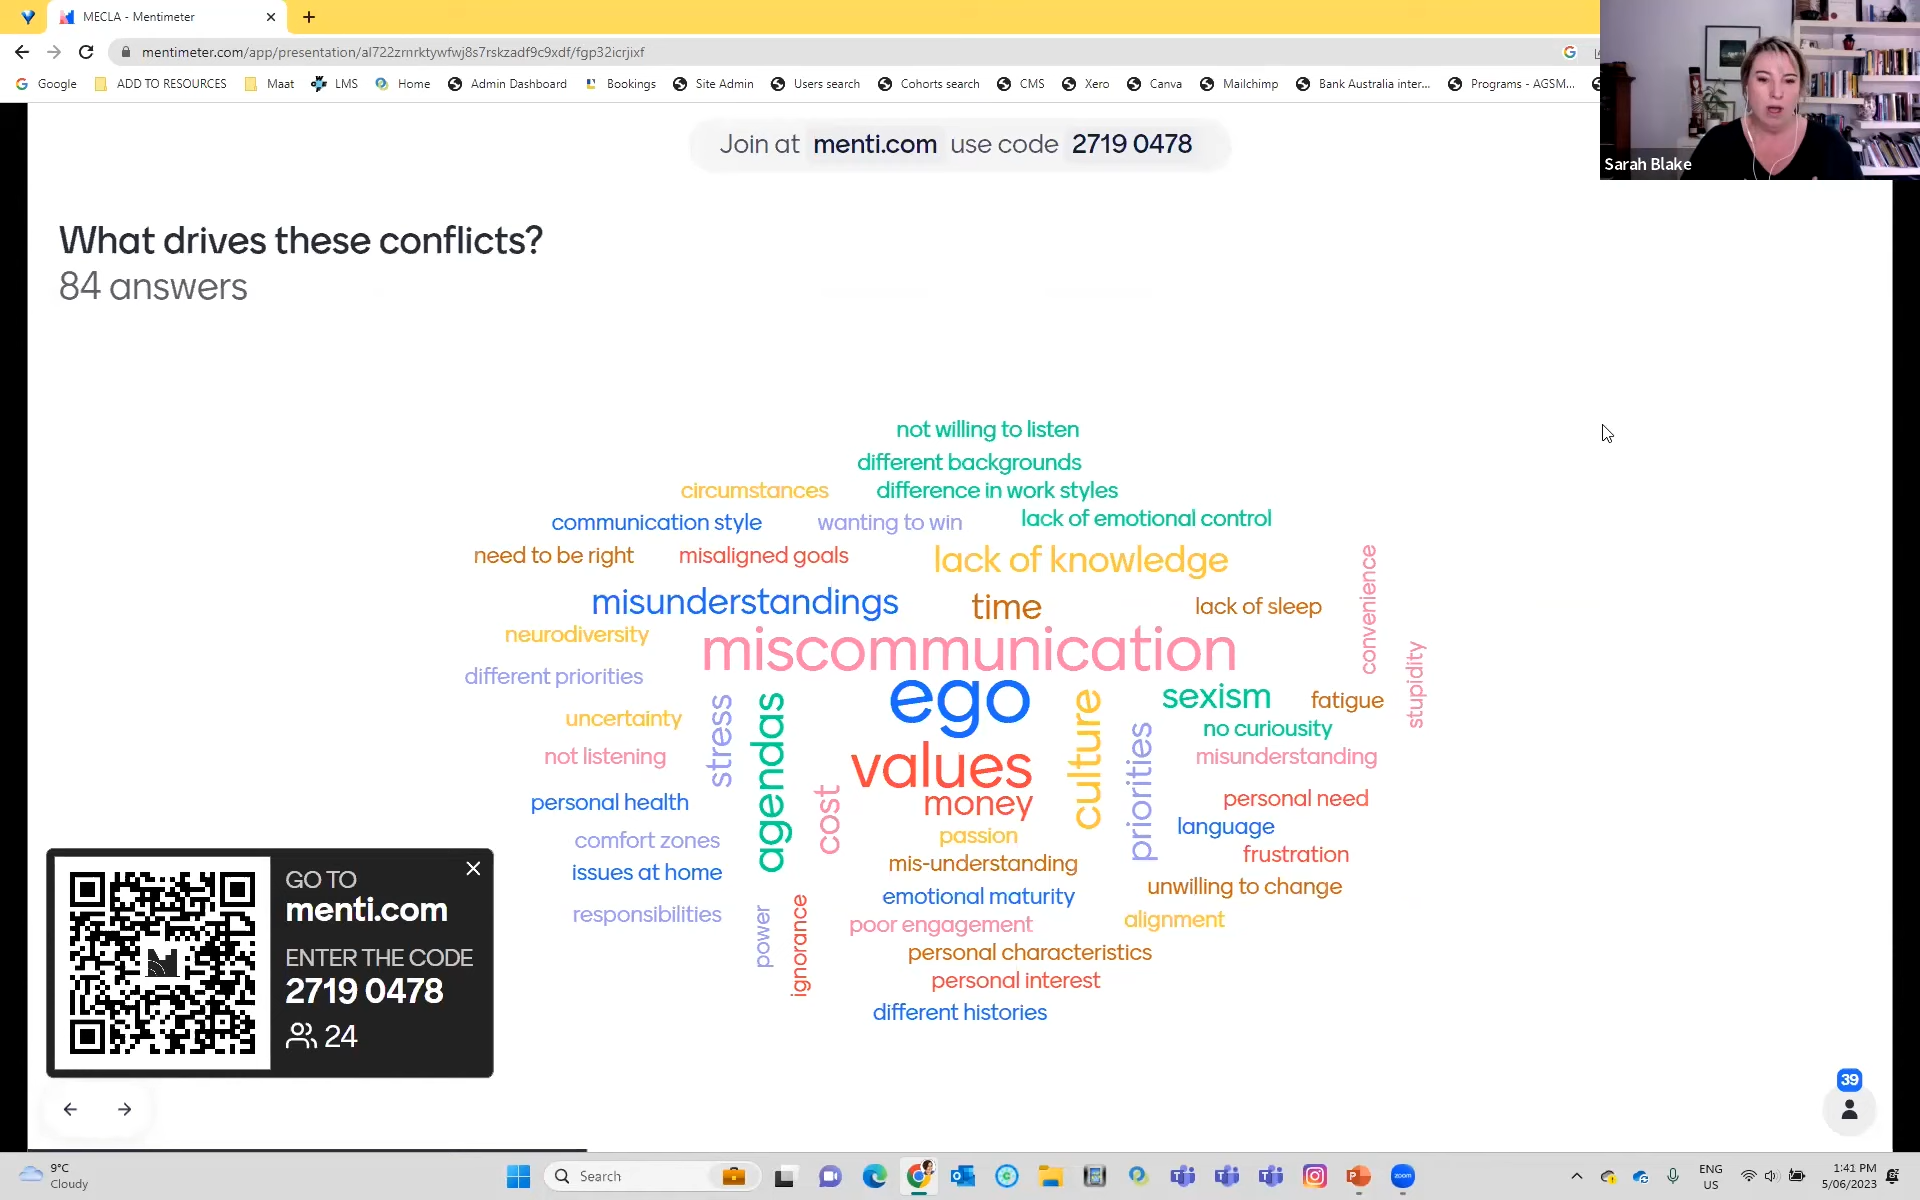 MECLA - Mentimeter
mentimeter.com/app/presentation/al722zrnrktywfwj8s7rskzadf9c9xdf/fgp32icrjixf
Google ADD TO RESOURCES Maat LMS Home Admin Dashboard Bookings Site Admin Users search Cohorts search CMS Xero Canva Mailchimp Bank Australia inter... Programs - AGSM...
Sarah Blake
Join at menti.com use code 2719 0478
What drives these conflicts?
84 answers
not willing to listen
different backgrounds
circumstances difference in work styles
communication style wanting to win lack of emotional control
need to be right misaligned goals lack of knowledge
convenience
misunderstandings time lack of sleep
neurodiversity miscommunication
stupidity
different priorities
ego
sexism fatigue
stress
agendas
culture
priorities
uncertainty
no curiousity
not listening
values
misunderstanding
cost
personal health money personal need
language
comfort zones passion
frustration
issues at home mis-understanding
unwilling to change
emotional maturity
responsibilities
power
ignorance
poor engagement alignment
personal characteristics
personal interest
different histories
GO TO
menti.com
ENTER THE CODE
2719 0478
24
39
9°C
Cloudy
Search
zoom
ENG
US
1:41 PM
5/06/2023